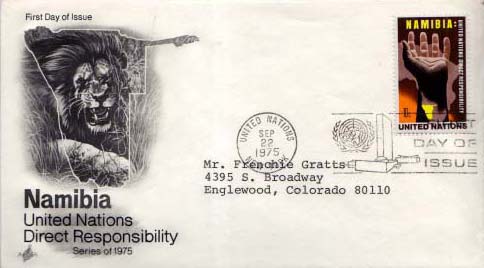 First Day of Issue
NAMIBIA:
UNITED NATIONS DIRECT RESPONSIBILITY
UNITED NATIONS
UNITED NATIONS
SEP
22
1975
DAY OF
ISSUE
Mr. Frenchie Gratts
4395 S. Broadway
Englewood, Colorado 80110
Namibia
United Nations
Direct Responsibility
Series of 1975